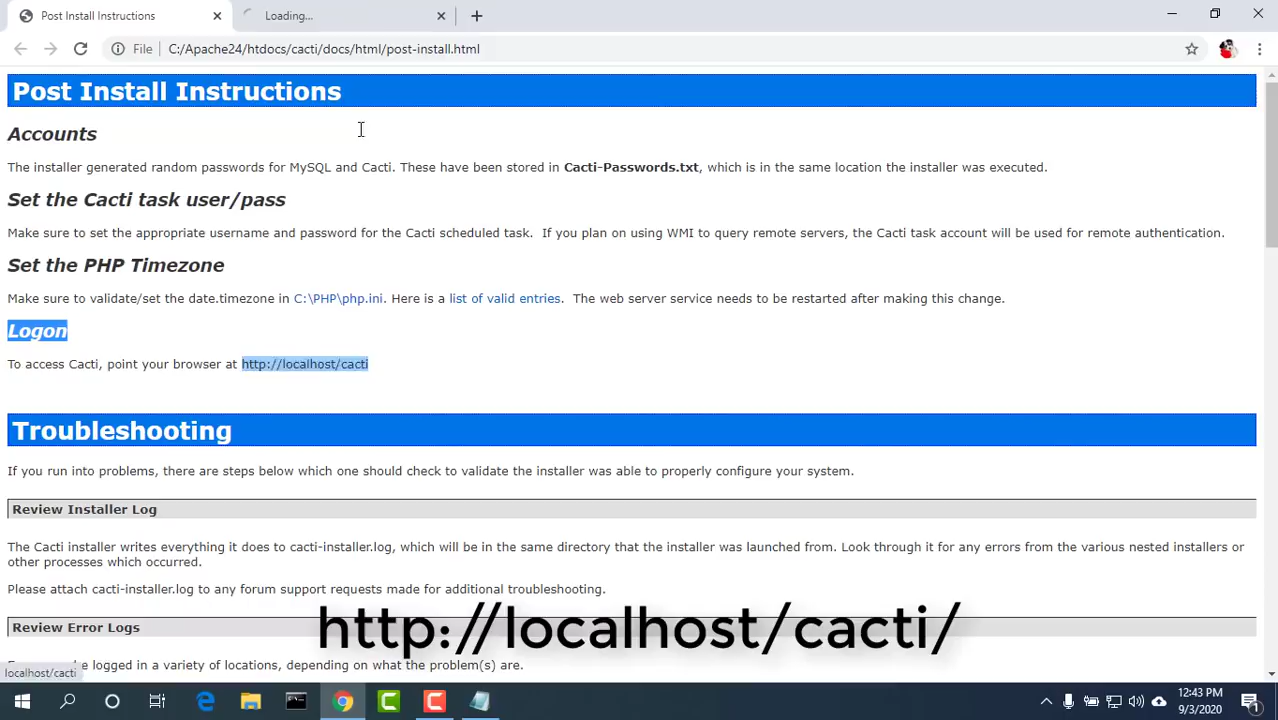 Post Install Instructions
Loading...
File
C:/Apache24/htdocs/cacti/docs/html/post-install.html
Post Install Instructions
Accounts
The installer generated random passwords for MySQL and Cacti. These have been stored in Cacti-Passwords.txt, which is in the same location the installer was executed.
Set the Cacti task user/pass
Make sure to set the appropriate username and password for the Cacti scheduled task. If you plan on using WMI to query remote servers, the Cacti task account will be used for remote authentication.
Set the PHP Timezone
Make sure to validate/set the date.timezone in C:\PHP\php.ini. Here is a list of valid entries. The web server service needs to be restarted after making this change.
Logon
To access Cacti, point your browser at http://localhost/cacti
Troubleshooting
If you run into problems, there are steps below which one should check to validate the installer was able to properly configure your system.
Review Installer Log
The Cacti installer writes everything it does to cacti-installer.log, which will be in the same directory that the installer was launched from. Look through it for any errors from the various nested installers or
other processes which occurred.
Please attach cacti-installer.log to any forum support requests made for additional troubleshooting.
http://localhost/cacti/
Review Error Logs
be logged in a variety of locations, depending on what the problem(s) are.
localhost/cacti
12:43 PM
9/3/2020
1